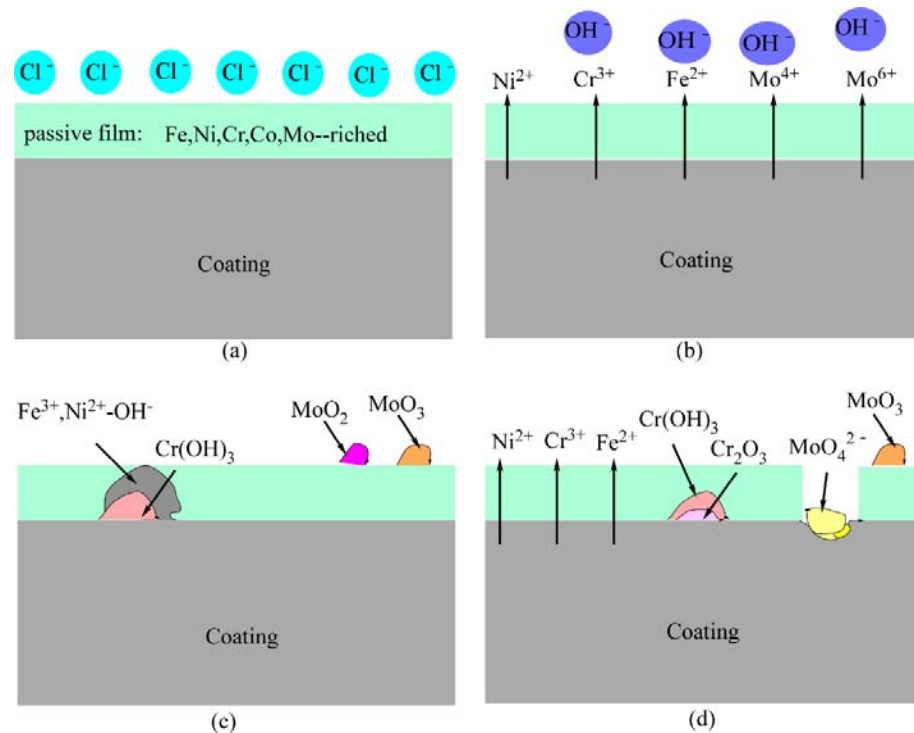 Cl⁻ Cl⁻ Cl⁻ Cl⁻ Cl⁻ Cl⁻ Cl⁻
passive film: Fe,Ni,Cr,Co,Mo--riched
Coating
(a)
OH⁻ OH⁻ OH⁻ OH⁻
Ni²⁺ Cr³⁺ Fe²⁺ Mo⁴⁺ Mo⁶⁺
Coating
(b)
Fe³⁺,Ni²⁺-OH⁻
Cr(OH)₃
MoO₂
MoO₃
Coating
(c)
Ni²⁺ Cr³⁺ Fe²⁺
Cr(OH)₃
Cr₂O₃
MoO₄²⁻
MoO₃
Coating
(d)